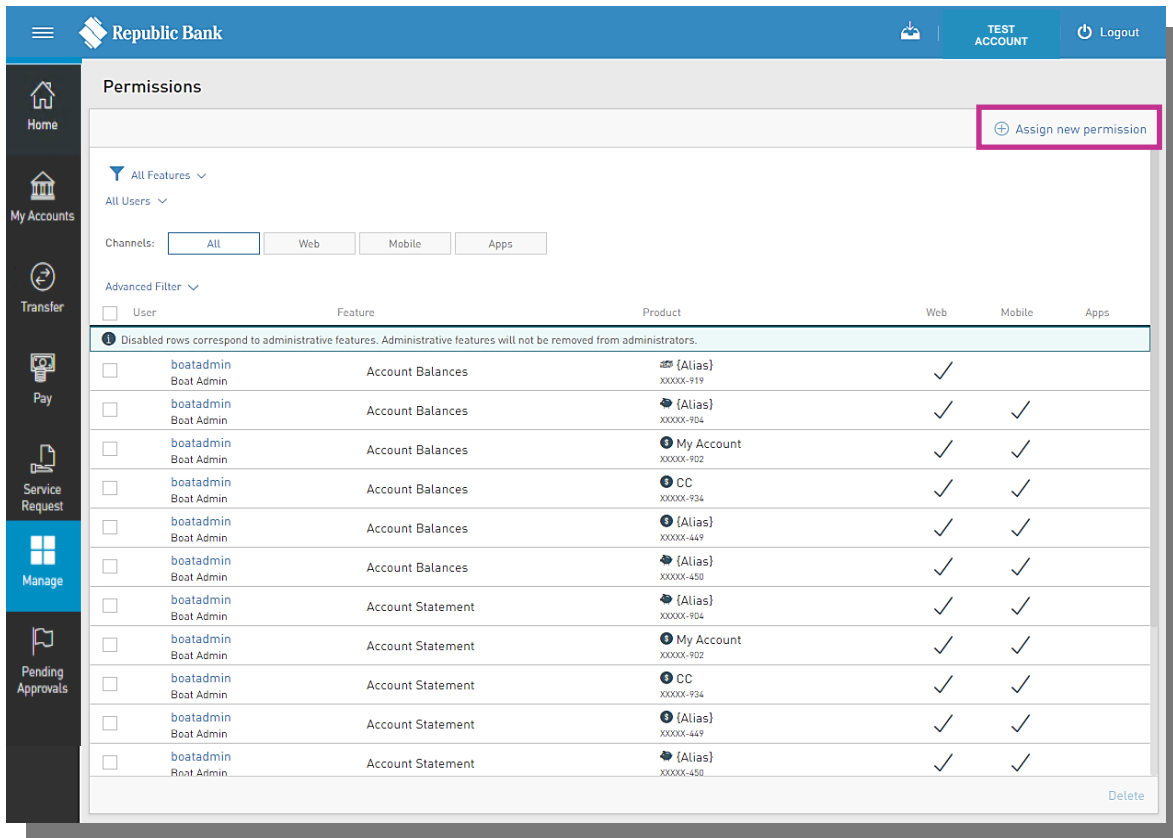 Republic Bank
TEST ACCOUNT
Logout
Home
My Accounts
Transfer
Pay
Service Request
Manage
Pending Approvals
Permissions
Assign new permission
All Features
All Users
Channels: All Web Mobile Apps
Advanced Filter
User Feature Product Web Mobile Apps
Disabled rows correspond to administrative features. Administrative features will not be removed from administrators.
boatadmin Account Balances {Alias}
Boat Admin XXXXX-919
boatadmin Account Balances {Alias}
Boat Admin XXXXX-904
boatadmin Account Balances My Account
Boat Admin XXXXX-902
boatadmin Account Balances CC
Boat Admin XXXXX-934
boatadmin Account Balances {Alias}
Boat Admin XXXXX-449
boatadmin Account Balances {Alias}
Boat Admin XXXXX-450
boatadmin Account Statement {Alias}
Boat Admin XXXXX-904
boatadmin Account Statement My Account
Boat Admin XXXXX-902
boatadmin Account Statement CC
Boat Admin XXXXX-934
boatadmin Account Statement {Alias}
Boat Admin XXXXX-449
boatadmin Account Statement {Alias}
Boat Admin XXXXX-450
Delete